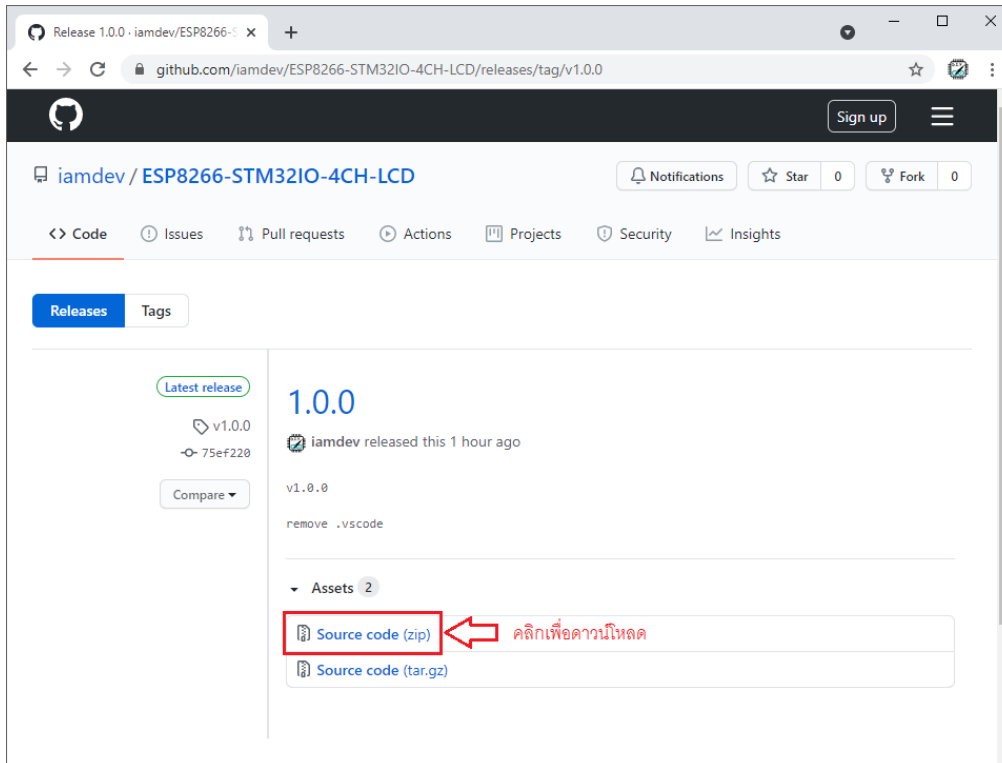 Release 1.0.0 · iamdev/ESP8266-S
github.com/iamdev/ESP8266-STM32IO-4CH-LCD/releases/tag/v1.0.0
Sign up
iamdev / ESP8266-STM32IO-4CH-LCD
Notifications
Star 0
Fork 0
<> Code
Issues
Pull requests
Actions
Projects
Security
Insights
Releases
Tags
Latest release
v1.0.0
75ef220
Compare
1.0.0
iamdev released this 1 hour ago
v1.0.0
remove .vscode
Assets 2
Source code (zip)
คลิกเพื่อดาวน์โหลด
Source code (tar.gz)